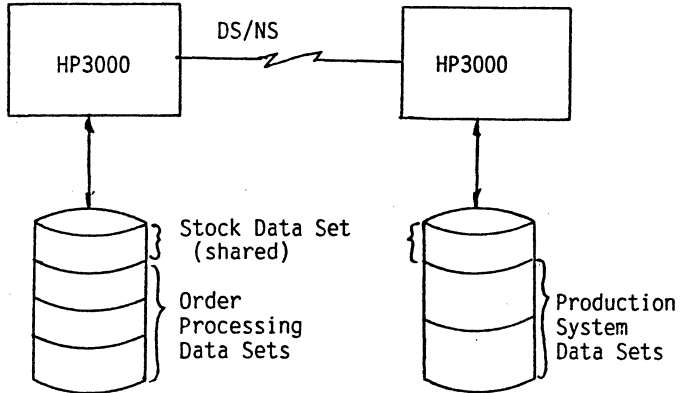 DS/NS
HP3000
HP3000
Stock Data Set
(shared)
Order
Processing
Data Sets
Production
System
Data Sets